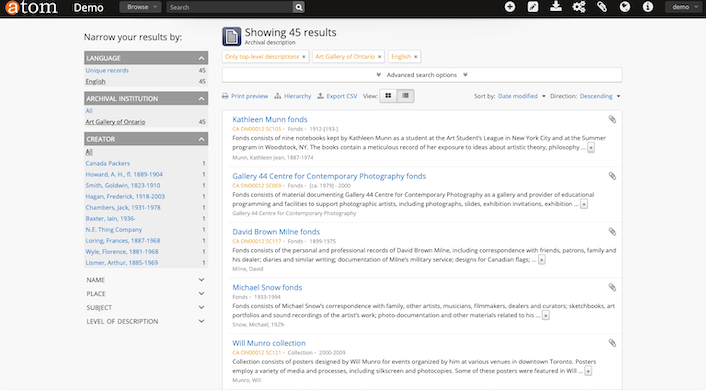 atom Demo Browse Search demo
Narrow your results by:
LANGUAGE
Unique records 45
English 45
ARCHIVAL INSTITUTION
All
Art Gallery of Ontario 45
CREATOR
All
Canada Packers 1
Howard, A. H., fl. 1889-1904 1
Smith, Goldwin, 1823-1910 1
Hagan, Frederick, 1918-2003 1
Chambers, Jack, 1931-1978 1
Baxter, Iain, 1936- 1
N.E. Thing Company 1
Loring, Frances, 1887-1968 1
Wyle, Florence, 1881-1968 1
Lismer, Arthur, 1885-1969 1
NAME
PLACE
SUBJECT
LEVEL OF DESCRIPTION
Showing 45 results
Archival description
Only top-level descriptions × Art Gallery of Ontario × English ×
Advanced search options
Print preview Hierarchy Export CSV View: Sort by: Date modified Direction: Descending
Kathleen Munn fonds
CA ON00012 SC105 · Fonds · 1912-[193-]
Fonds consists of nine notebooks kept by Kathleen Munn as a student at the Art Student's League in New York City and at the Summer
program in Woodstock, NY. The books contain a meticulous record of her exposure to ideas about artistic theory, philosophy ... »
Munn, Kathleen Jean, 1887-1974
Gallery 44 Centre for Contemporary Photography fonds
CA ON00012 SC069 · Fonds · [ca. 1979] - 2000
Fonds consists of material documenting Gallery 44 Centre for Contemporary Photography as a gallery and provider of educational
programming and facilities to support photographic artists, including photographs, slides, exhibition invitations, exhibition ... »
Gallery 44 Centre for Contemporary Photography
David Brown Milne fonds
CA ON00012 SC117 · Fonds · 1899-1975
Fonds consists of the personal and professional records of David Brown Milne, including correspondence with friends, patrons, family and
his dealer; diaries and similar writing; documentation of Milne's military service; designs for Canadian flags; ... »
Milne, David
Michael Snow fonds
Fonds · 1933-1994
Fonds consists of Michael Snow's correspondence with family, other artists, musicians, filmmakers, dealers and curators; sketchbooks, art
portfolios and sound recordings of the artist's work; photo-documentation and other materials related to his ... »
Snow, Michael, 1929-
Will Munro collection
CA ON00012 SC121 · Collection · 2000-2009
Collection consists of posters designed by Will Munro for events organized by him at various venues in downtown Toronto. Posters
employ a variety of media and processes, including silkscreen and photocopies. Some of these posters were featured in Will ... »
Munro, Will